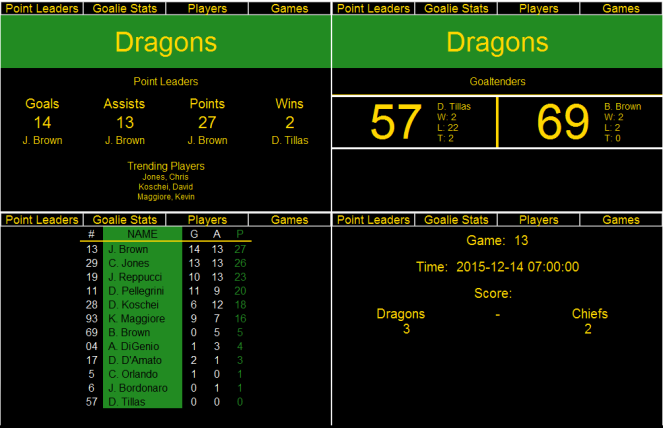 Point Leaders Goalie Stats Players Games
Dragons
Point Leaders
Goals Assists Points Wins
14 13 27 2
J. Brown J. Brown J. Brown D. Tillas
Trending Players
Jones, Chris
Koschei, David
Maggiore, Kevin
Point Leaders Goalie Stats Players Games
Dragons
Goaltenders
57
D. Tillas
W: 2
L: 22
T: 2
69
B. Brown
W: 2
L: 2
T: 0
Point Leaders Goalie Stats Players Games
# NAME G A P
13 J. Brown 14 13 27
29 C. Jones 13 13 26
19 J. Reppucci 10 13 23
11 D. Pellegrini 11 9 20
28 D. Koschei 6 12 18
93 K. Maggiore 9 7 16
69 B. Brown 0 5 5
04 A. DiGenio 1 3 4
17 D. D'Amato 2 1 3
5 C. Orlando 1 0 1
6 J. Bordonaro 0 1 1
57 D. Tillas 0 0 0
Point Leaders Goalie Stats Players Games
Game: 13
Time: 2015-12-14 07:00:00
Score:
Dragons - Chiefs
3 2